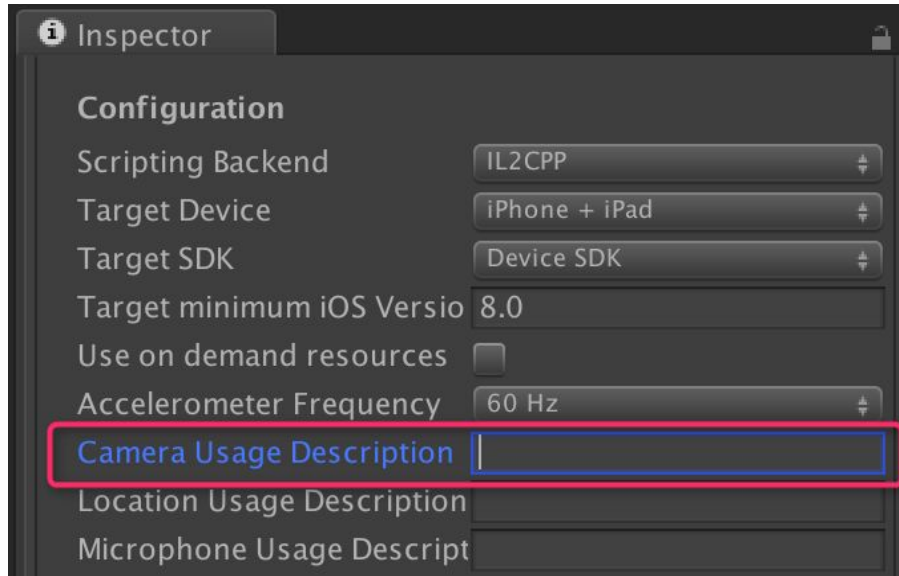 Inspector
Configuration
Scripting Backend IL2CPP
Target Device iPhone + iPad
Target SDK Device SDK
Target minimum iOS Versio 8.0
Use on demand resources
Accelerometer Frequency 60 Hz
Camera Usage Description
Location Usage Description
Microphone Usage Descript